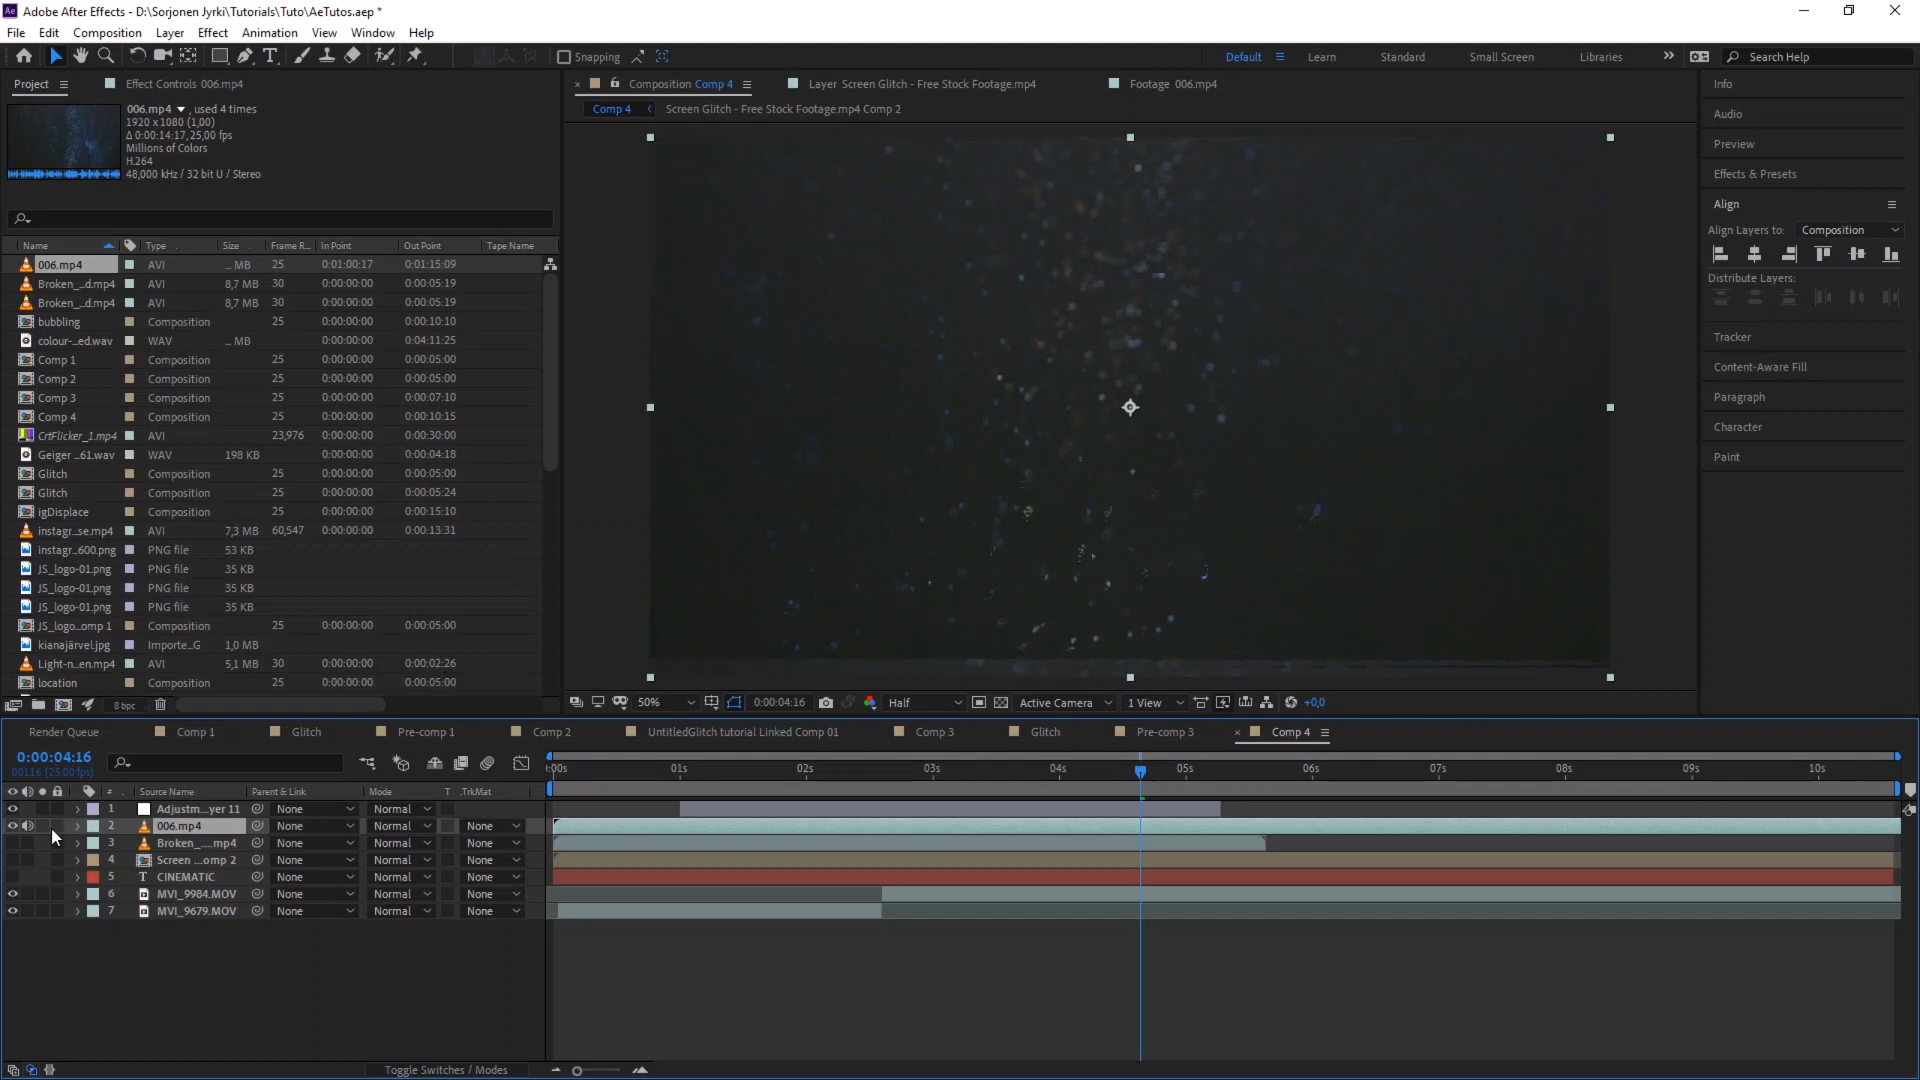 Adobe After Effects - D:\Sorjonen Jyrki\Tutorials\Tuto\AeTutos.aep *
File Edit Composition Layer Effect Animation View Window Help
Snapping
Default Learn Standard Small Screen Libraries Search Help
Project Effect Controls 006.mp4
Composition Comp 4 Layer Screen Glitch - Free Stock Footage.mp4 Footage 006.mp4
Comp 4 Screen Glitch - Free Stock Footage.mp4 Comp 2
006.mp4 , used 4 times
1920 x 1080 (1,00)
Δ 0:00:14:17, 25,00 fps
Millions of Colors
H.264
48,000 kHz / 32 bit U / Stereo
Name Type Size Frame R... In Point Out Point Tape Name
006.mp4 AVI ... MB 25 0:01:00:17 0:01:15:09
Broken_...d.mp4 AVI 8,7 MB 30 0:00:00:00 0:00:05:19
Broken_...d.mp4 AVI 8,7 MB 30 0:00:00:00 0:00:05:19
bubbling Composition 25 0:00:00:00 0:00:10:10
colour-...ed.wav WAV ... MB 0:00:00:00 0:04:11:25
Comp 1 Composition 25 0:00:00:00 0:00:05:00
Comp 2 Composition 25 0:00:00:00 0:00:05:00
Comp 3 Composition 25 0:00:00:00 0:00:07:10
Comp 4 Composition 25 0:00:00:00 0:00:10:15
CrtFlicker_1.mp4 AVI 23,976 0:00:00:00 0:00:30:00
Geiger ...61.wav WAV 198 KB 0:00:00:00 0:00:04:18
Glitch Composition 25 0:00:00:00 0:00:05:00
Glitch Composition 25 0:00:00:00 0:00:05:24
igDisplace Composition 25 0:00:00:00 0:00:15:10
instagr...se.mp4 AVI 7,3 MB 60,547 0:00:00:00 0:00:13:31
instagr...600.png PNG file 53 KB
JS_logo-01.png PNG file 35 KB
JS_logo-01.png PNG file 35 KB
JS_logo-01.png PNG file 35 KB
JS_logo...omp 1 Composition 25 0:00:00:00 0:00:05:00
kianajärvel.jpg Importe...G 1,0 MB
Light-n...en.mp4 AVI 5,1 MB 30 0:00:00:00 0:00:02:26
location Composition 25 0:00:00:00 0:00:05:00
8 bpc
50% 0:00:04:16 Half Active Camera 1 View +0,0
Info
Audio
Preview
Effects & Presets
Align
Align Layers to: Composition
Distribute Layers:
Tracker
Content-Aware Fill
Paragraph
Character
Paint
Render Queue Comp 1 Glitch Pre-comp 1 Comp 2 UntitledGlitch tutorial Linked Comp 01 Comp 3 Glitch Pre-comp 3 Comp 4
0:00:04:16
00116 (25.00 fps)
:00s 01s 02s 03s 04s 05s 06s 07s 08s 09s 10s
# Source Name Parent & Link Mode T .TrkMat
1 Adjustm...yer 11 None Normal
2 006.mp4 None Normal None
3 Broken_....mp4 None Normal None
4 Screen ...omp 2 None Normal None
5 T CINEMATIC None Normal None
6 MVI_9984.MOV None Normal None
7 MVI_9679.MOV None Normal None
Toggle Switches / Modes